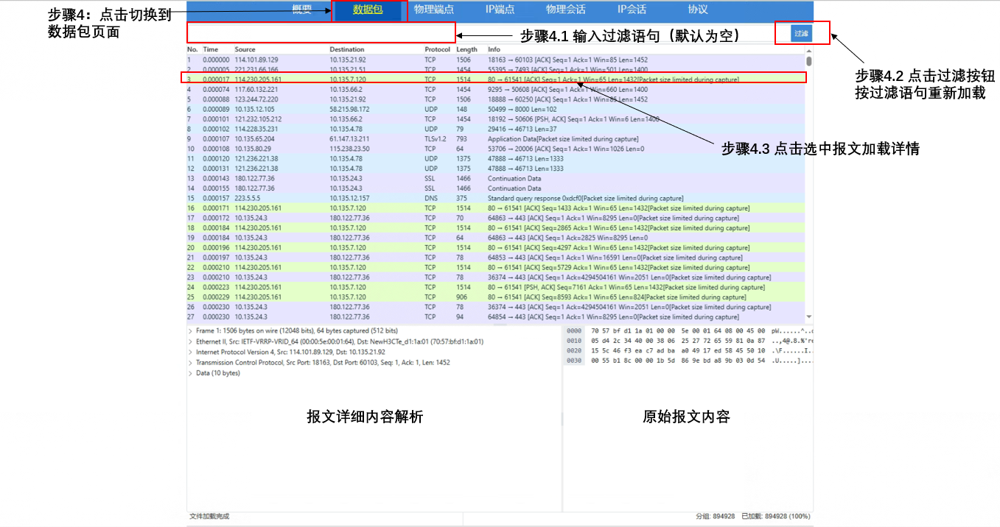 步骤4：点击切换到
数据包页面
概要 数据包 物理端点 IP端点 物理会话 IP会话 协议
步骤4.1 输入过滤语句（默认为空）
过滤
步骤4.2 点击过滤按钮
按过滤语句重新加载
No. Time Source Destination Protocol Length Info
1 0.000000 114.101.89.129 10.135.21.92 TCP 1506 18163 → 60103 [ACK] Seq=1 Ack=1 Win=85 Len=1452
2 0.000005 221.231.66.166 10.135.21.51 TCP 1454 55395 → 7493 [ACK] Seq=1 Ack=1 Win=501 Len=1400
3 0.000017 114.230.205.161 10.135.7.120 TCP 1514 80 → 61541 [ACK] Seq=1 Ack=1 Win=65 Len=1432[Packet size limited during capture]
4 0.000074 117.60.132.221 10.135.66.2 TCP 1454 9295 → 50608 [ACK] Seq=1 Ack=1 Win=660 Len=1400
5 0.000088 123.244.72.220 10.135.21.92 TCP 1506 18888 → 60250 [ACK] Seq=1 Ack=1 Win=85 Len=1452
6 0.000089 10.135.12.105 58.215.98.172 UDP 148 50499 → 8000 Len=102
7 0.000101 121.232.105.212 10.135.66.2 TCP 1454 18192 → 50606 [PSH, ACK] Seq=1 Ack=1 Win=6 Len=1400
8 0.000102 114.228.35.231 10.135.4.78 UDP 79 29416 → 46713 Len=37
9 0.000107 10.135.65.204 61.147.13.211 TLSv1.2 793 Application Data[Packet size limited during capture]
10 0.000108 10.135.80.29 115.238.23.50 TCP 64 53706 → 20006 [ACK] Seq=1 Ack=1 Win=1026 Len=0
步骤4.3 点击选中报文加载详情
11 0.000120 121.236.221.38 10.135.4.78 UDP 1375 47888 → 46713 Len=1333
12 0.000131 121.236.221.38 10.135.4.78 UDP 1375 47888 → 46713 Len=1333
13 0.000143 180.122.77.36 10.135.24.3 SSL 1466 Continuation Data
14 0.000155 180.122.77.36 10.135.24.3 SSL 1466 Continuation Data
15 0.000157 223.5.5.5 10.135.12.157 DNS 375 Standard query response 0xdcf0[Packet size limited during capture]
16 0.000171 114.230.205.161 10.135.7.120 TCP 1514 80 → 61541 [ACK] Seq=1433 Ack=1 Win=65 Len=1432[Packet size limited during capture]
17 0.000172 10.135.24.3 180.122.77.36 TCP 70 64863 → 443 [ACK] Seq=1 Ack=1 Win=8295 Len=0[Packet size limited during capture]
18 0.000184 114.230.205.161 10.135.7.120 TCP 1514 80 → 61541 [ACK] Seq=2865 Ack=1 Win=65 Len=1432[Packet size limited during capture]
19 0.000184 10.135.24.3 180.122.77.36 TCP 64 64863 → 443 [ACK] Seq=1 Ack=2825 Win=8295 Len=0
20 0.000196 114.230.205.161 10.135.7.120 TCP 1514 80 → 61541 [ACK] Seq=4297 Ack=1 Win=65 Len=1432[Packet size limited during capture]
21 0.000197 10.135.24.3 180.122.77.36 TCP 78 64853 → 443 [ACK] Seq=1 Ack=1 Win=16591 Len=0[Packet size limited during capture]
22 0.000210 114.230.205.161 10.135.7.120 TCP 1514 80 → 61541 [ACK] Seq=5729 Ack=1 Win=65 Len=1432[Packet size limited during capture]
23 0.000210 10.135.24.3 180.122.77.36 TCP 78 36374 → 443 [ACK] Seq=1 Ack=4294504161 Win=2051 Len=0[Packet size limited during capture]
24 0.000223 114.230.205.161 10.135.7.120 TCP 1514 80 → 61541 [PSH, ACK] Seq=7161 Ack=1 Win=65 Len=1432[Packet size limited during capture]
25 0.000229 114.230.205.161 10.135.7.120 TCP 906 80 → 61541 [ACK] Seq=8593 Ack=1 Win=65 Len=824[Packet size limited during capture]
26 0.000230 10.135.24.3 180.122.77.36 TCP 78 36374 → 443 [ACK] Seq=1 Ack=4294504161 Win=2051 Len=0[Packet size limited during capture]
27 0.000230 10.135.24.3 180.122.77.36 TCP 94 64854 → 443 [ACK] Seq=1 Ack=1 Win=8295 Len=0[Packet size limited during capture]
> Frame 1: 1506 bytes on wire (12048 bits), 64 bytes captured (512 bits)
> Ethernet II, Src: IETF-VRRP-VRID_64 (00:00:5e:00:01:64), Dst: NewH3CTe_d1:1a:01 (70:57:bf:d1:1a:01)
> Internet Protocol Version 4, Src: 114.101.89.129, Dst: 10.135.21.92
> Transmission Control Protocol, Src Port: 18163, Dst Port: 60103, Seq: 1, Ack: 1, Len: 1452
> Data (10 bytes)
0000 70 57 bf d1 1a 01 00 00 5e 00 01 64 08 00 45 00 pW......^..d
0010 05 d4 2c 34 40 00 38 06 25 27 72 65 59 81 0a 87 ..,4@.8.%'re
0020 15 5c 46 f3 ea c7 ad ba a0 49 17 ed 58 45 50 10 .\F......I..
0030 00 55 b1 8c 00 00 1b 5d 86 9e bd a8 9b 03 0d 54 .U.....]....
报文详细内容解析
原始报文内容
文件加载完成
分组: 894928 已加载: 894928 (100%)